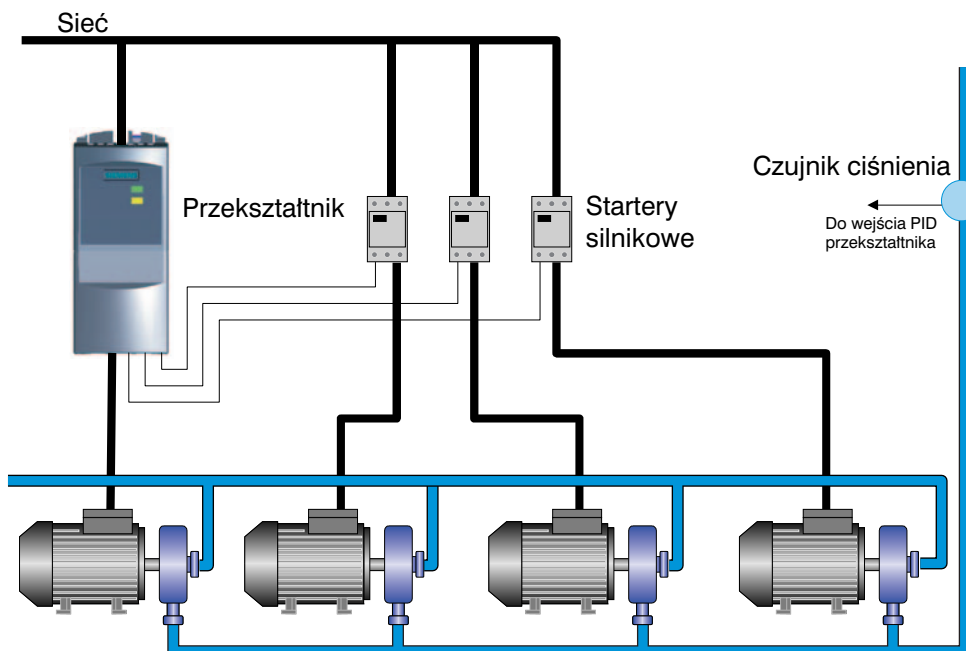 Sieć
Przekształtnik
Startery
silnikowe
Czujnik ciśnienia
Do wejścia PID
przekształtnika